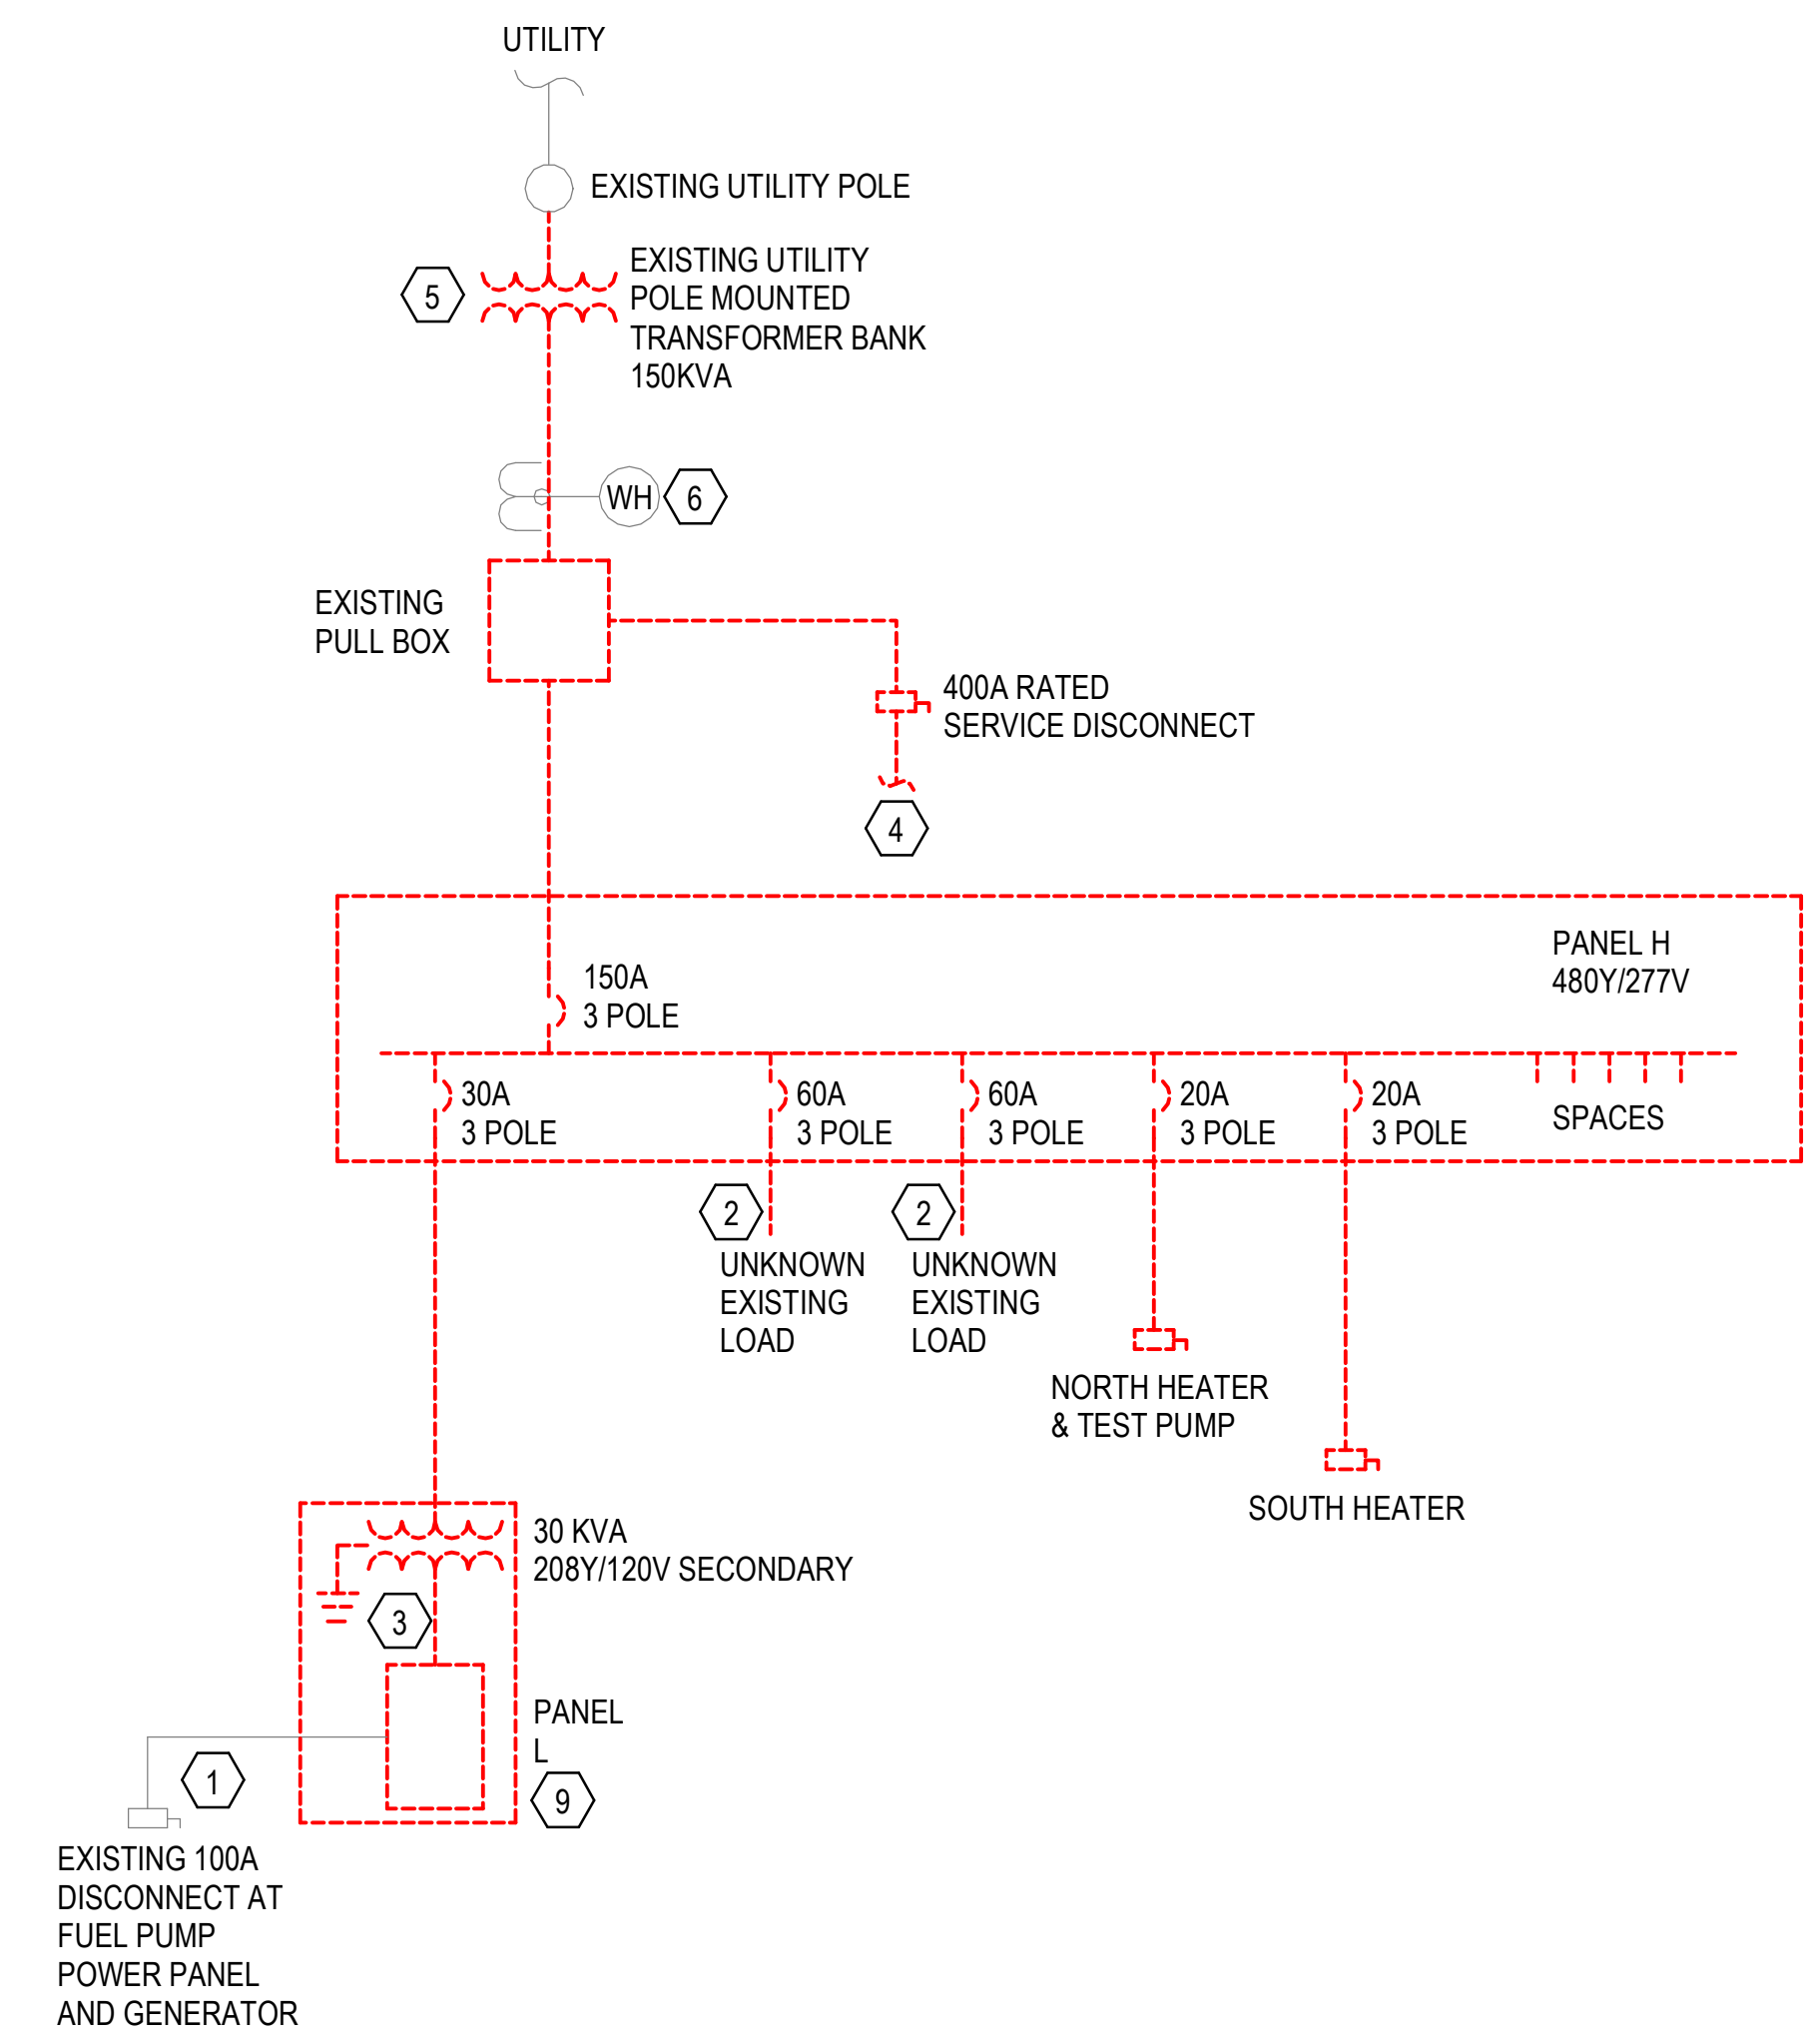 UTILITY
EXISTING UTILITY POLE
5
EXISTING UTILITY
POLE MOUNTED
TRANSFORMER BANK
150KVA
WH
6
EXISTING
PULL BOX
400A RATED
SERVICE DISCONNECT
4
PANEL H
480Y/277V
150A
3 POLE
30A
3 POLE
60A
3 POLE
60A
3 POLE
20A
3 POLE
20A
3 POLE
SPACES
2
UNKNOWN
EXISTING
LOAD
2
UNKNOWN
EXISTING
LOAD
NORTH HEATER
& TEST PUMP
SOUTH HEATER
30 KVA
208Y/120V SECONDARY
3
PANEL
L
9
1
EXISTING 100A
DISCONNECT AT
FUEL PUMP
POWER PANEL
AND GENERATOR